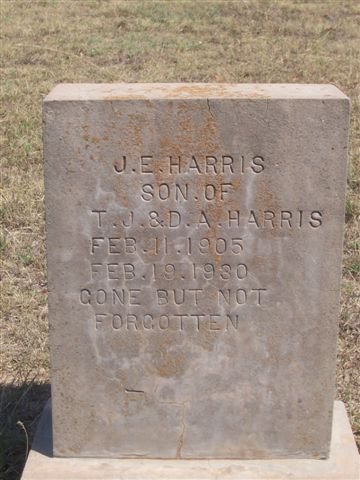 J.E.HARRIS
SON.OF
T.J.&D.A.HARRIS
FEB.11.1905
FEB.19.1930
GONE BUT NOT
FORGOTTEN